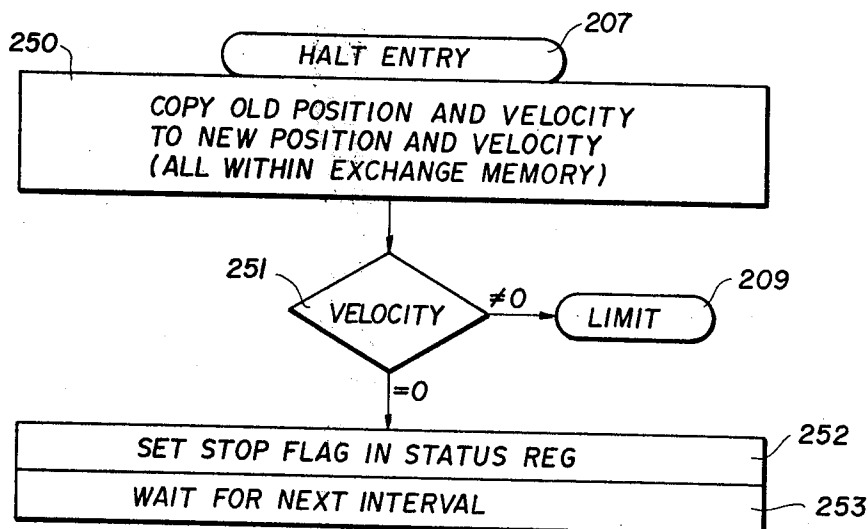 250
207
HALT ENTRY
COPY OLD POSITION AND VELOCITY
TO NEW POSITION AND VELOCITY
(ALL WITHIN EXCHANGE MEMORY)
251
VELOCITY
≠0
209
LIMIT
=0
SET STOP FLAG IN STATUS REG
252
WAIT FOR NEXT INTERVAL
253